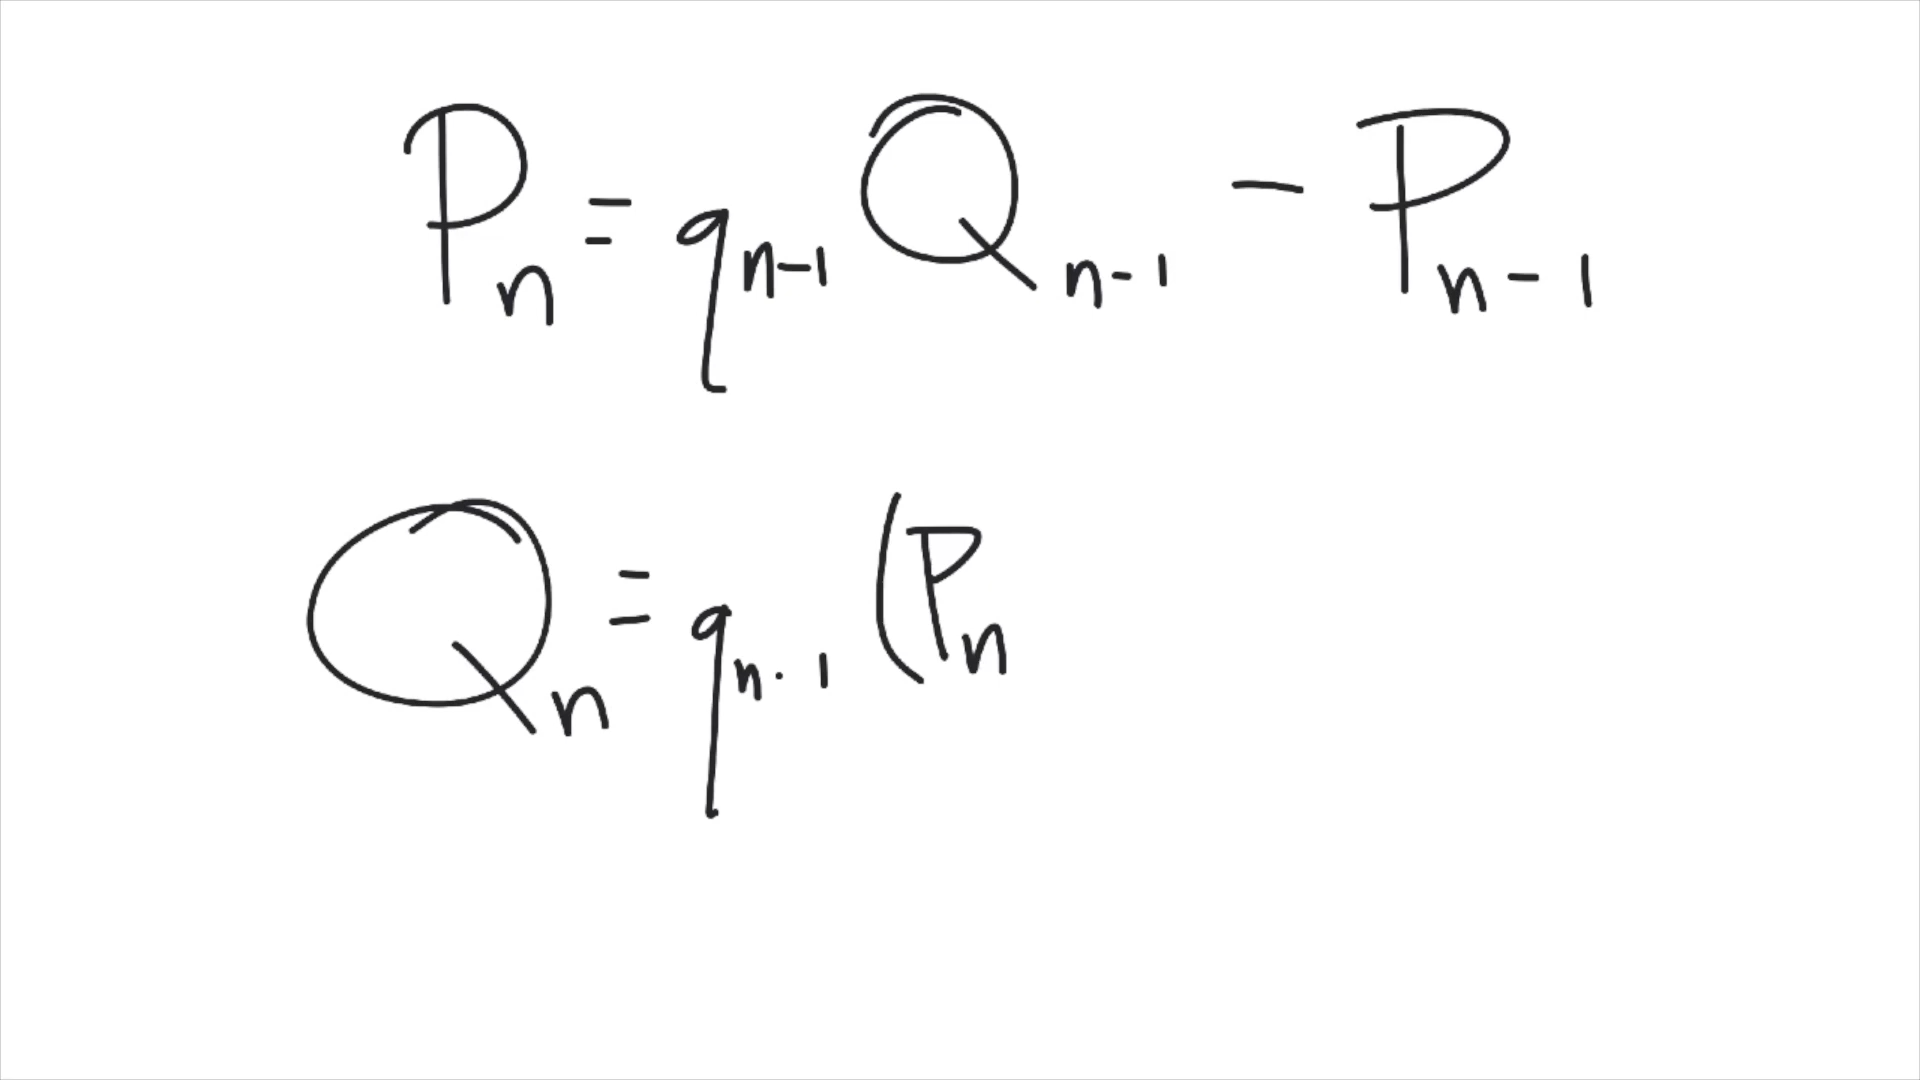 Pₙ = qₙ₋₁ Qₙ₋₁ − Pₙ₋₁
Qₙ = qₙ.₁ (Pₙ